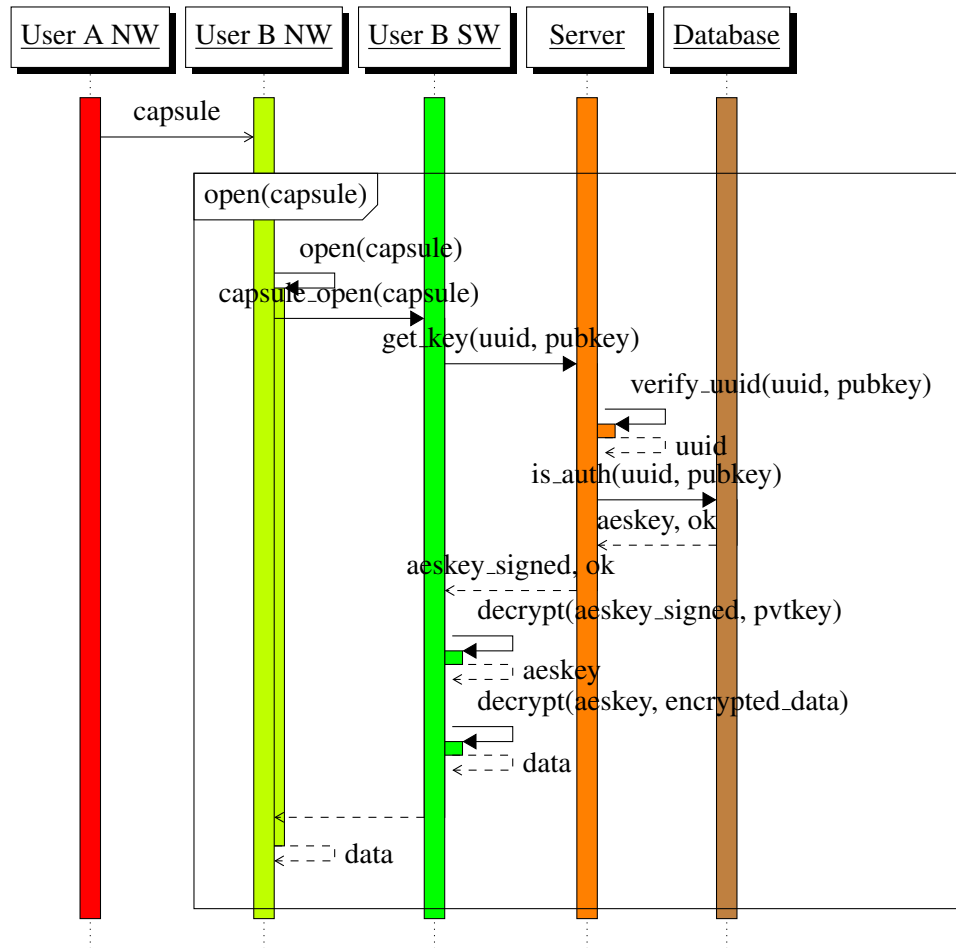 User A NW
User B NW
User B SW
Server
Database
capsule
open(capsule)
open(capsule)
capsule_open(capsule)
get_key(uuid, pubkey)
verify_uuid(uuid, pubkey)
uuid
is_auth(uuid, pubkey)
aeskey, ok
aeskey_signed, ok
decrypt(aeskey_signed, pvtkey)
aeskey
decrypt(aeskey, encrypted_data)
data
data